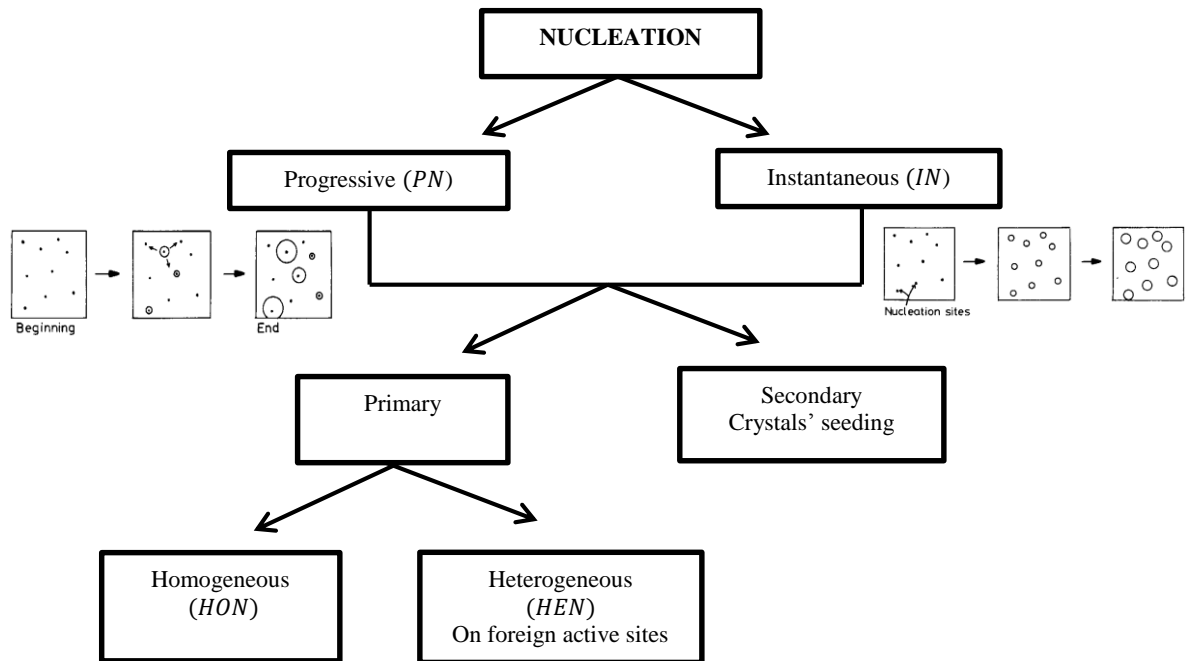 NUCLEATION
Progressive (PN)
Instantaneous (IN)
Beginning
End
Nucleation sites
Primary
Secondary
Crystals’ seeding
Homogeneous
(HON)
Heterogeneous
(HEN)
On foreign active sites